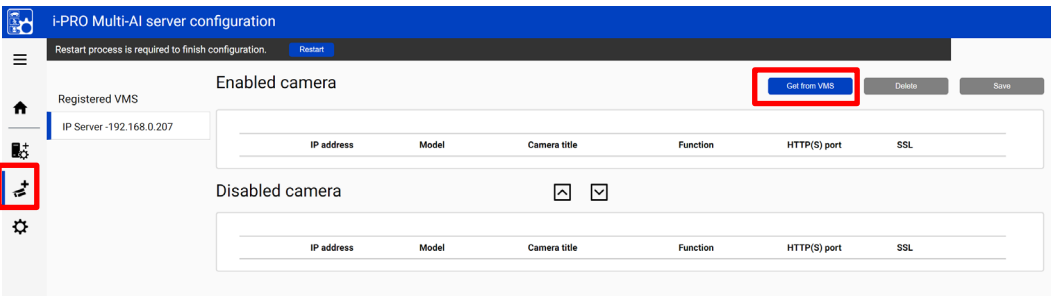 i-PRO Multi-AI server configuration
Restart process is required to finish configuration. Restart
Enabled camera
Get from VMS Delete Save
Registered VMS
IP Server -192.168.0.207
IP address Model Camera title Function HTTP(S) port SSL
Disabled camera
IP address Model Camera title Function HTTP(S) port SSL